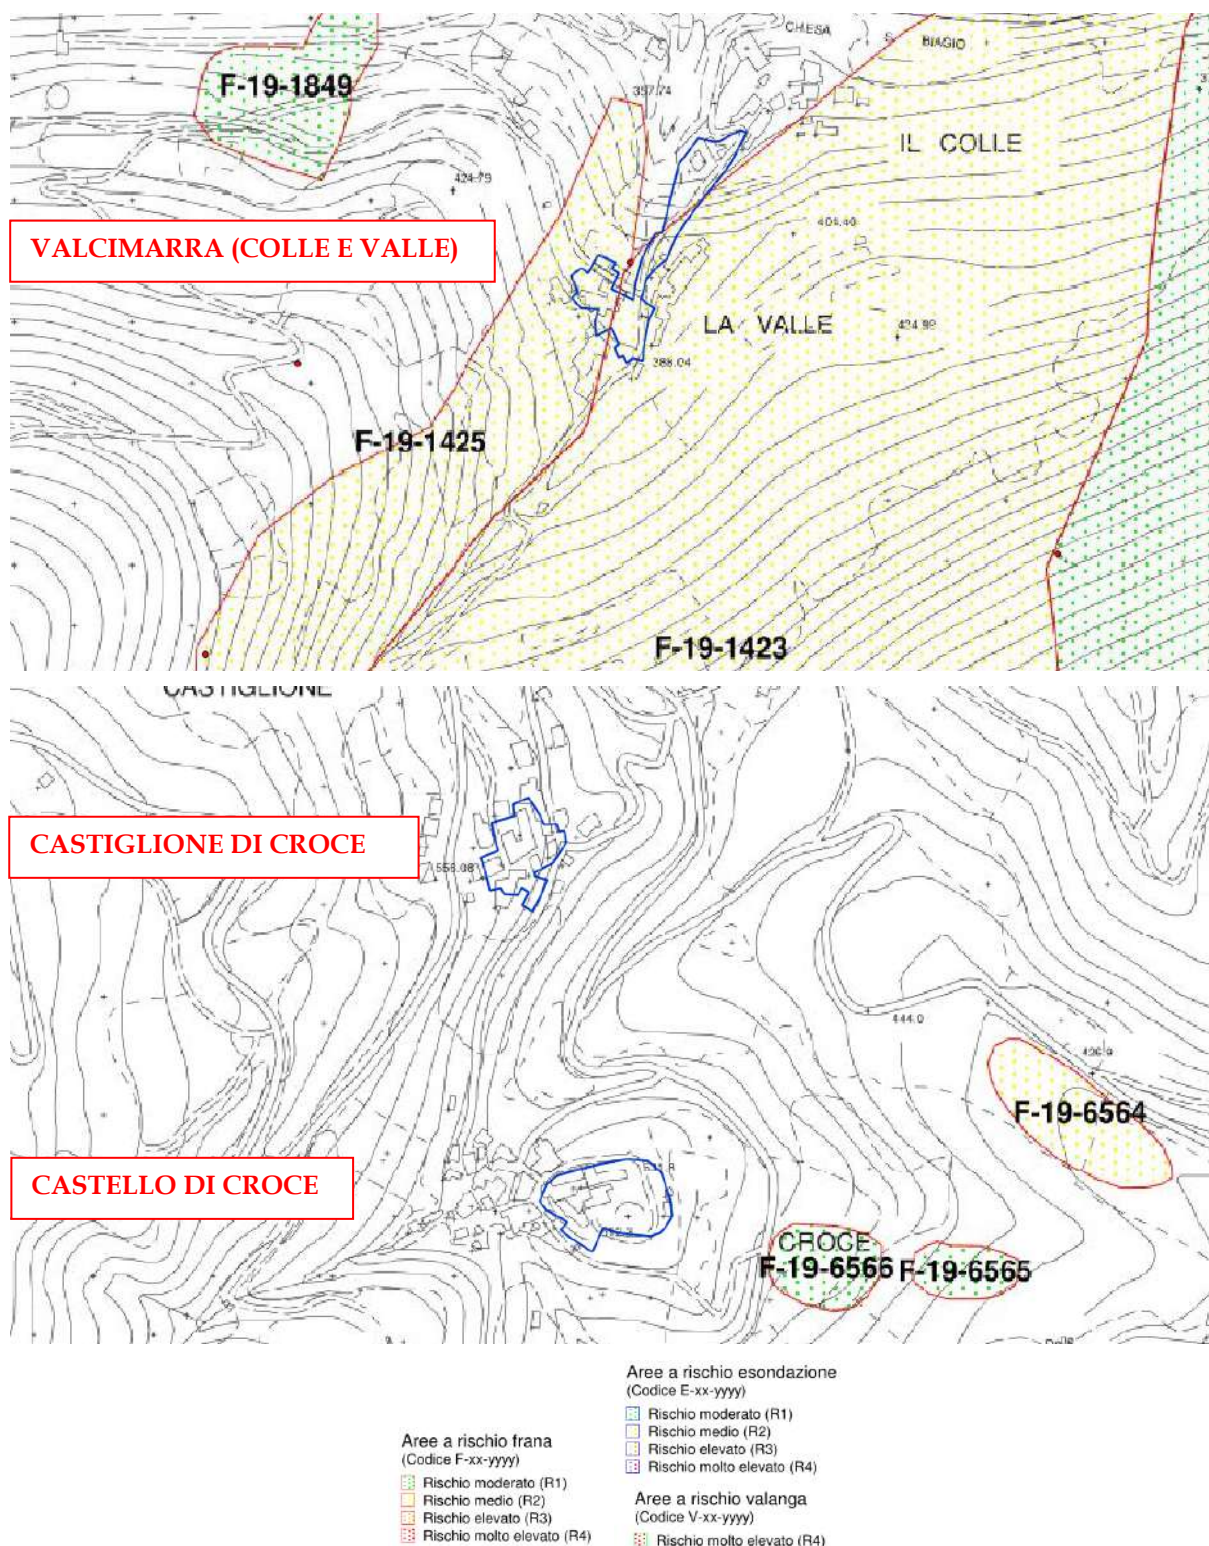 CHIESA S. BIAGIO
F-19-1849
424.79
IL COLLE
VALCIMARRA (COLLE E VALLE)
LA VALLE
388.04
F-19-1425
F-19-1423
CASTIGLIONE
CASTIGLIONE DI CROCE
444.0
F-19-6564
CASTELLO DI CROCE
CROCE
F-19-6566 F-19-6565
Aree a rischio esondazione
(Codice E-xx-yyyy)
Rischio moderato (R1)
Rischio medio (R2)
Rischio elevato (R3)
Rischio molto elevato (R4)
Aree a rischio frana
(Codice F-xx-yyyy)
Rischio moderato (R1)
Rischio medio (R2)
Rischio elevato (R3)
Rischio molto elevato (R4)
Aree a rischio valanga
(Codice V-xx-yyyy)
Rischio molto elevato (R4)